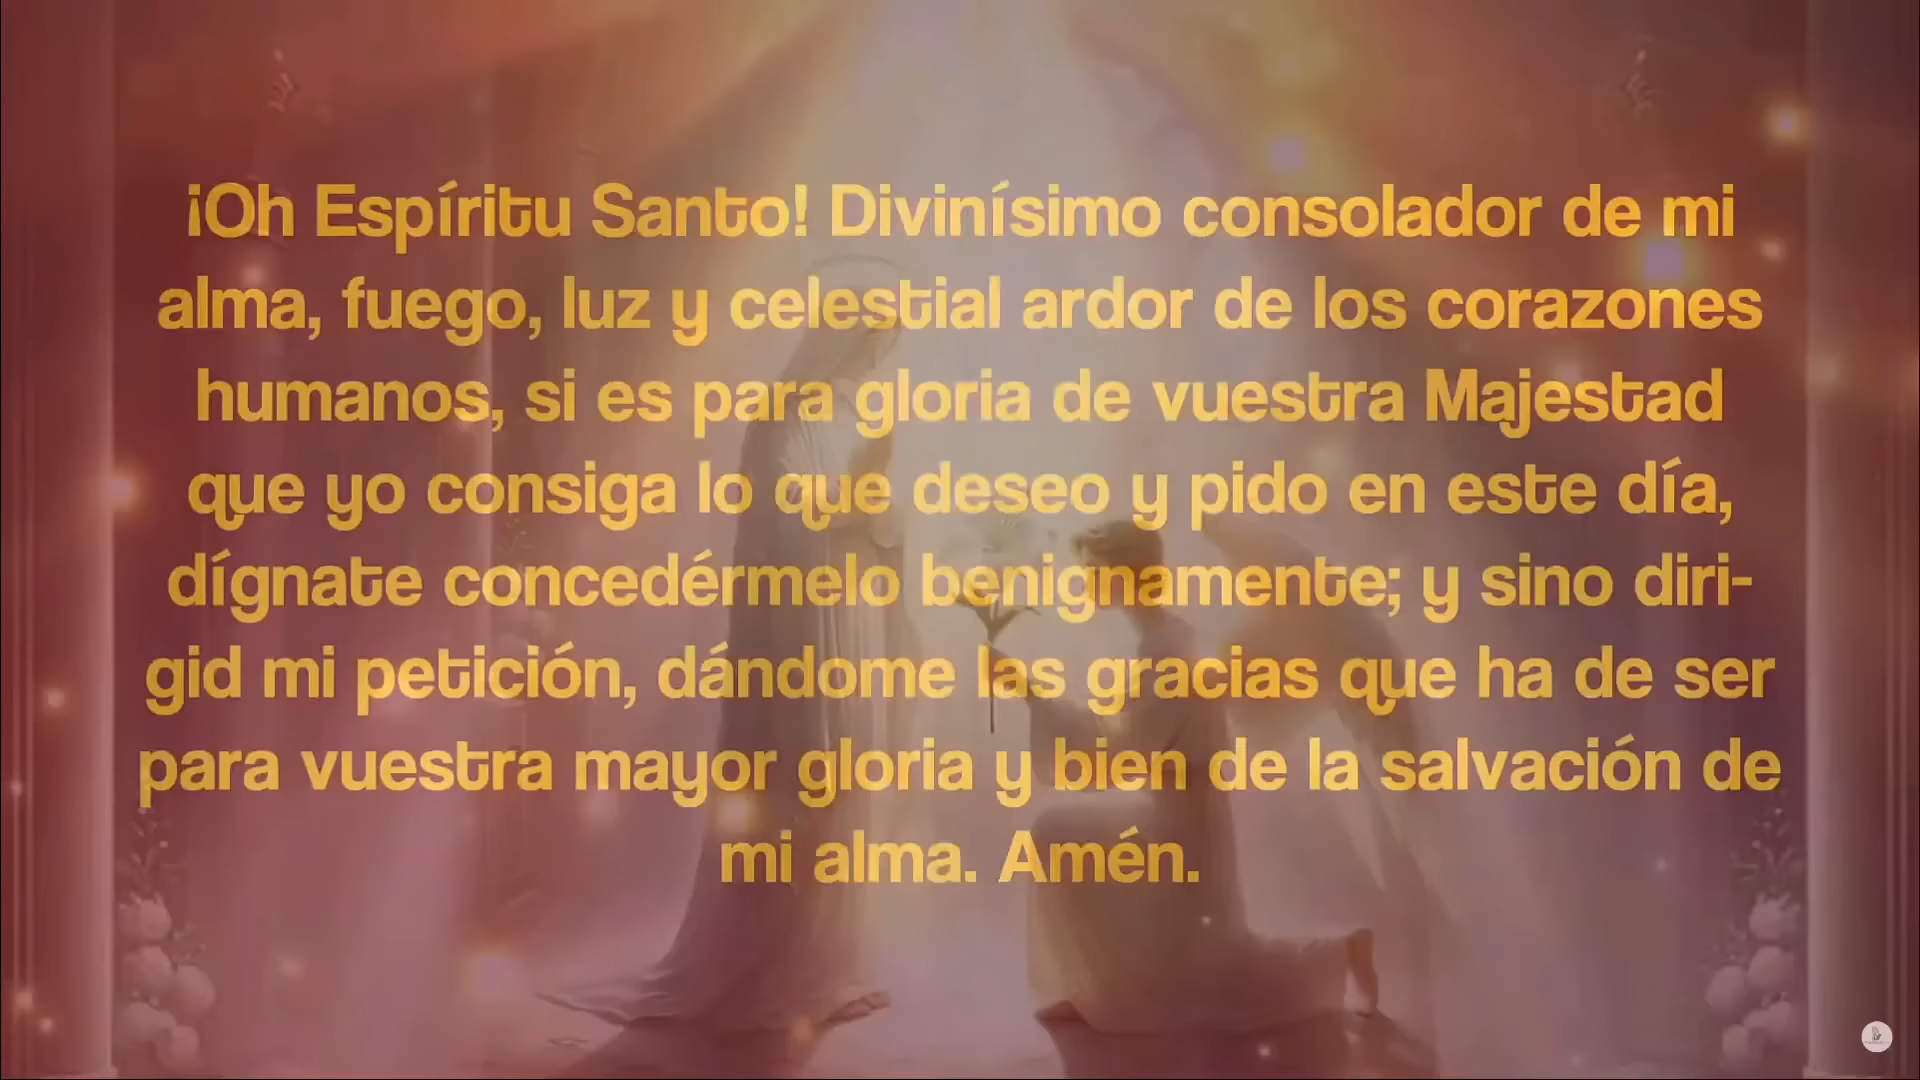 ¡Oh Espíritu Santo! Divinísimo consolador de mi
alma, fuego, luz y celestial ardor de los corazones
humanos, si es para gloria de vuestra Majestad
que yo consiga lo que deseo y pido en este día,
dígnate concedérmelo benignamente; y sino diri-
gid mi petición, dándome las gracias que ha de ser
para vuestra mayor gloria y bien de la salvación de
mi alma. Amén.